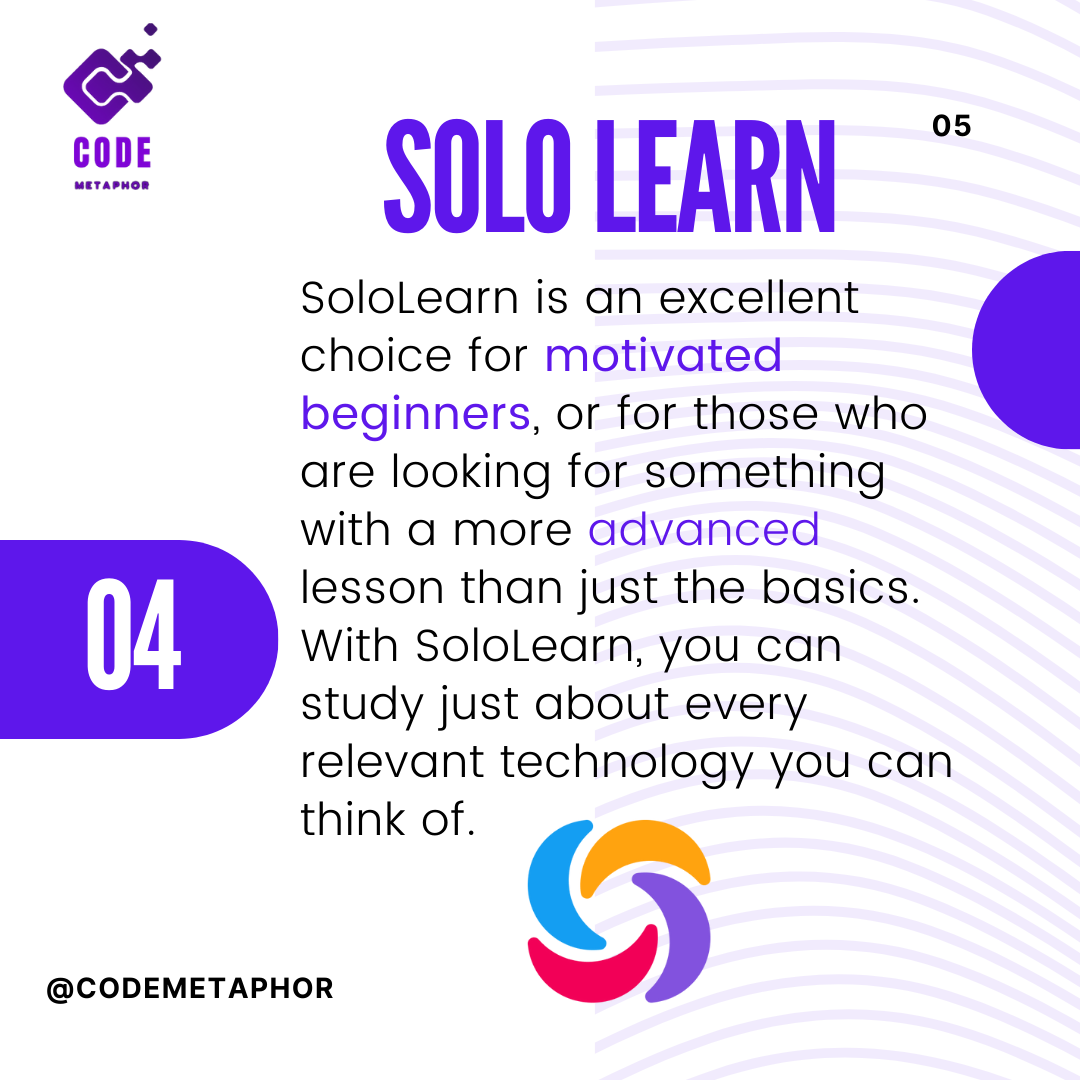 CODE
METAPHOR
05
SOLO LEARN
SoloLearn is an excellent
choice for motivated
beginners, or for those who
are looking for something
with a more advanced
lesson than just the basics.
With SoloLearn, you can
study just about every
relevant technology you can
think of.
04
@CODEMETAPHOR